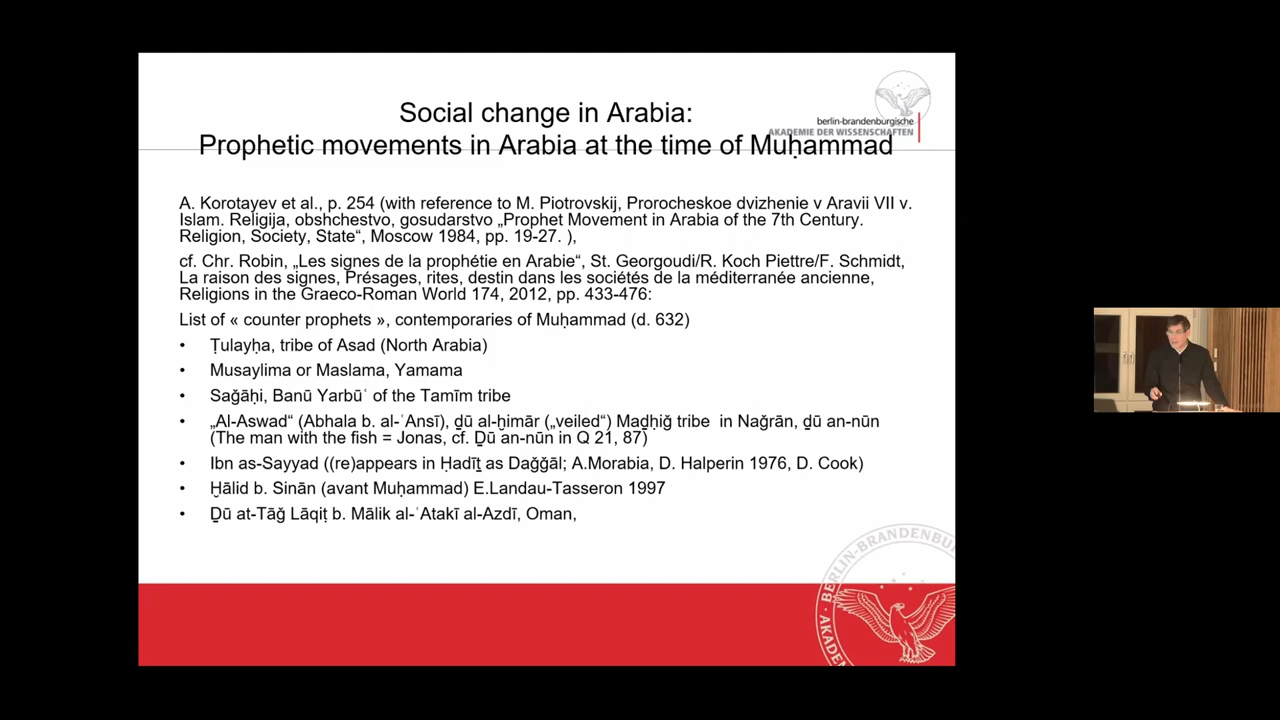 Social change in Arabia:
berlin-brandenburgische
AKADEMIE DER WISSENSCHAFTEN
Prophetic movements in Arabia at the time of Muḥammad
A. Korotayev et al., p. 254 (with reference to M. Piotrovskij, Prorocheskoe dvizhenie v Aravii VII v.
Islam. Religija, obshchestvo, gosudarstvo „Prophet Movement in Arabia of the 7th Century.
Religion, Society, State“, Moscow 1984, pp. 19-27. ),
cf. Chr. Robin, „Les signes de la prophétie en Arabie“, St. Georgoudi/R. Koch Piettre/F. Schmidt,
La raison des signes, Présages, rites, destin dans les sociétés de la méditerranée ancienne,
Religions in the Graeco-Roman World 174, 2012, pp. 433-476:
List of « counter prophets », contemporaries of Muḥammad (d. 632)
• Ṭulayḥa, tribe of Asad (North Arabia)
• Musaylima or Maslama, Yamama
• Saǧāḥi, Banū Yarbūʿ of the Tamīm tribe
• „Al-Aswad“ (Abhala b. al-ʿAnsī), ḏū al-ḫimār („veiled“) Maḏḥiǧ tribe in Naǧrān, ḏū an-nūn
(The man with the fish = Jonas, cf. Ḏū an-nūn in Q 21, 87)
• Ibn as-Sayyad ((re)appears in Ḥadīṯ as Daǧǧāl; A.Morabia, D. Halperin 1976, D. Cook)
• Ḫālid b. Sinān (avant Muḥammad) E.Landau-Tasseron 1997
• Ḏū at-Tāǧ Lāqiṭ b. Mālik al-ʿAtakī al-Azdī, Oman,
BERLIN-BRANDENBU
AKADE